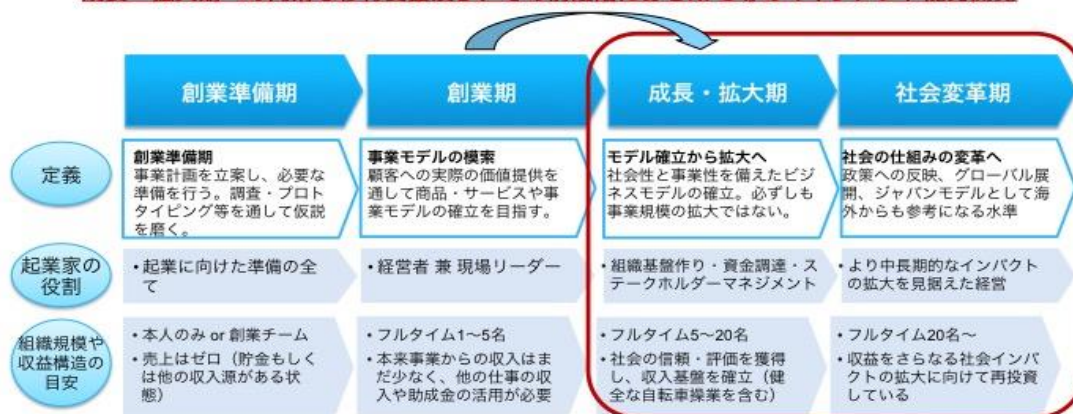 創業準備期
創業期
成長・拡大期
社会変革期
定義
創業準備期
事業計画を立案し、必要な
準備を行う。調査・プロト
タイピング等を通して仮説
を磨く。
事業モデルの模索
顧客への実際の価値提供を
通して商品・サービスや事
業モデルの確立を目指す。
モデル確立から拡大へ
社会性と事業性を備えたビジ
ネスモデルの確立。必ずしも
事業規模の拡大ではない。
社会の仕組みの変革へ
政策への反映、グローバル展
開、ジャパンモデルとして海
外からも参考になる水準
起業家の
役割
・起業に向けた準備の全
て
・経営者 兼 現場リーダー
・組織基盤作り・資金調達・ス
テークホルダーマネジメント
・より中長期的なインパクト
の拡大を見据えた経営
組織規模や
収益構造の
目安
・本人のみ or 創業チーム
・売上はゼロ（貯金もしく
は他の収入源がある状
態）
・フルタイム1～5名
・本来事業からの収入はま
だ少なく、他の仕事の収
入や助成金の活用が必要
・フルタイム5～20名
・社会の信頼・評価を獲得
し、収入基盤を確立（健
全な自転車操業を含む）
・フルタイム20名～
・収益をさらなる社会インパ
クトの拡大に向けて再投資
している